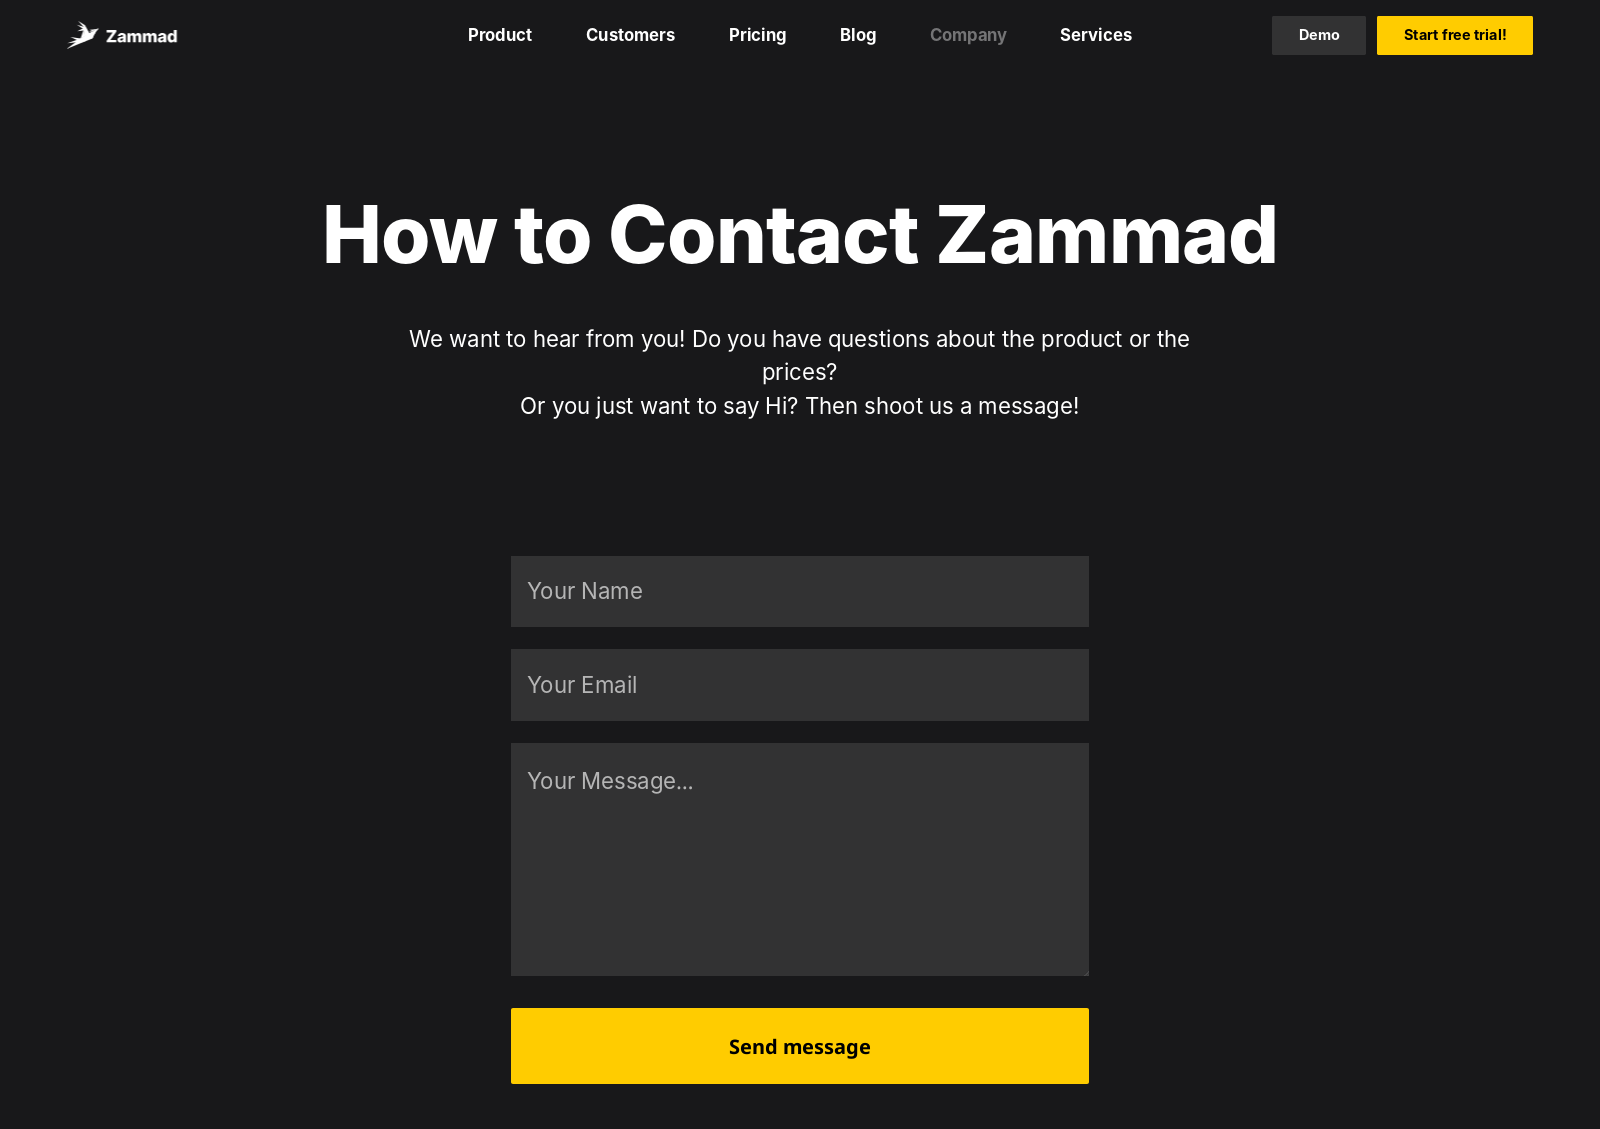 Zammad
Product
Customers
Pricing
Blog
Company
Services
Demo
Start free trial!
How to Contact Zammad
We want to hear from you! Do you have questions about the product or the
prices?
Or you just want to say Hi? Then shoot us a message!
Your Name
Your Email
Your Message...
Send message